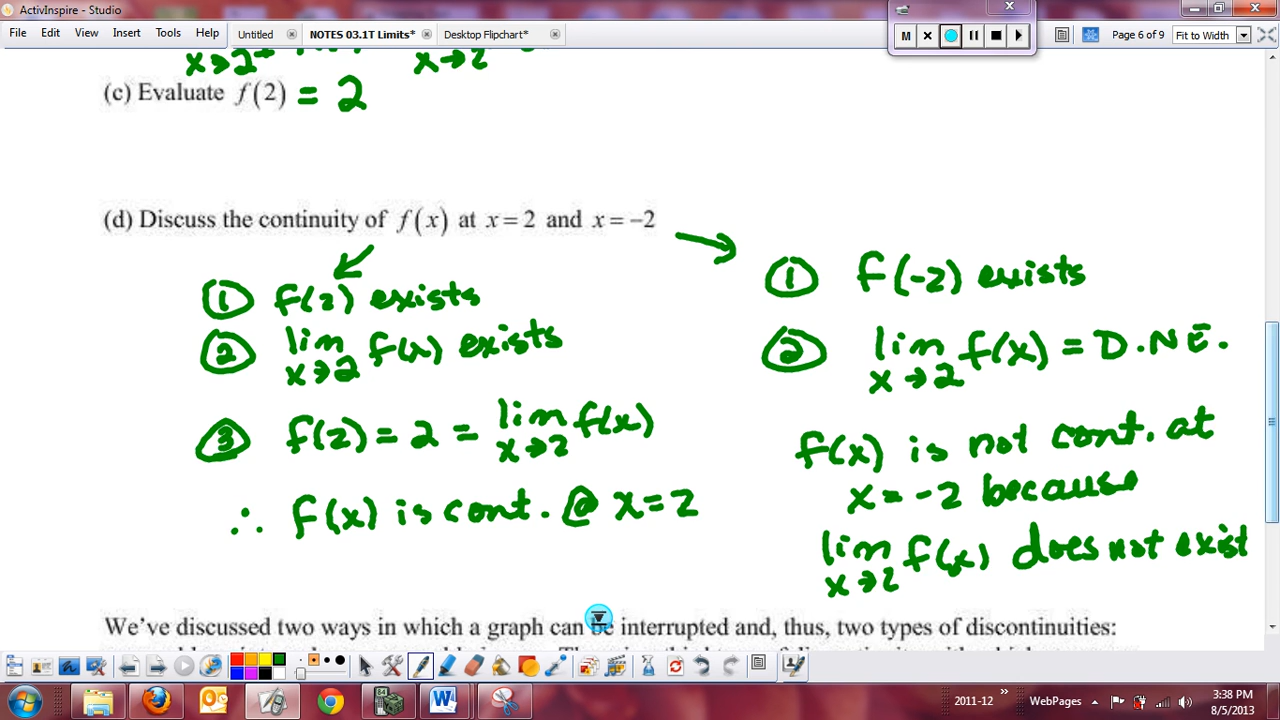 ActivInspire - Studio
File Edit View Insert Tools Help Untitled NOTES 03.1T Limits* Desktop Flipchart* Page 6 of 9 Fit to Width
M
x→2⁺ x→2
(c) Evaluate f(2) = 2
(d) Discuss the continuity of f(x) at x = 2 and x = −2
① f(2) exists
② lim x→2 f(x) exists
③ f(2) = 2 = lim x→2 f(x)
∴ f(x) is cont. @ x = 2
① f(-2) exists
② lim x→2 f(x) = D.NE.
f(x) is not cont. at
x = -2 because
lim x→2 f(x) does not exist
We've discussed two ways in which a graph can be interrupted and, thus, two types of discontinuities:
2011-12 WebPages 3:38 PM
8/5/2013